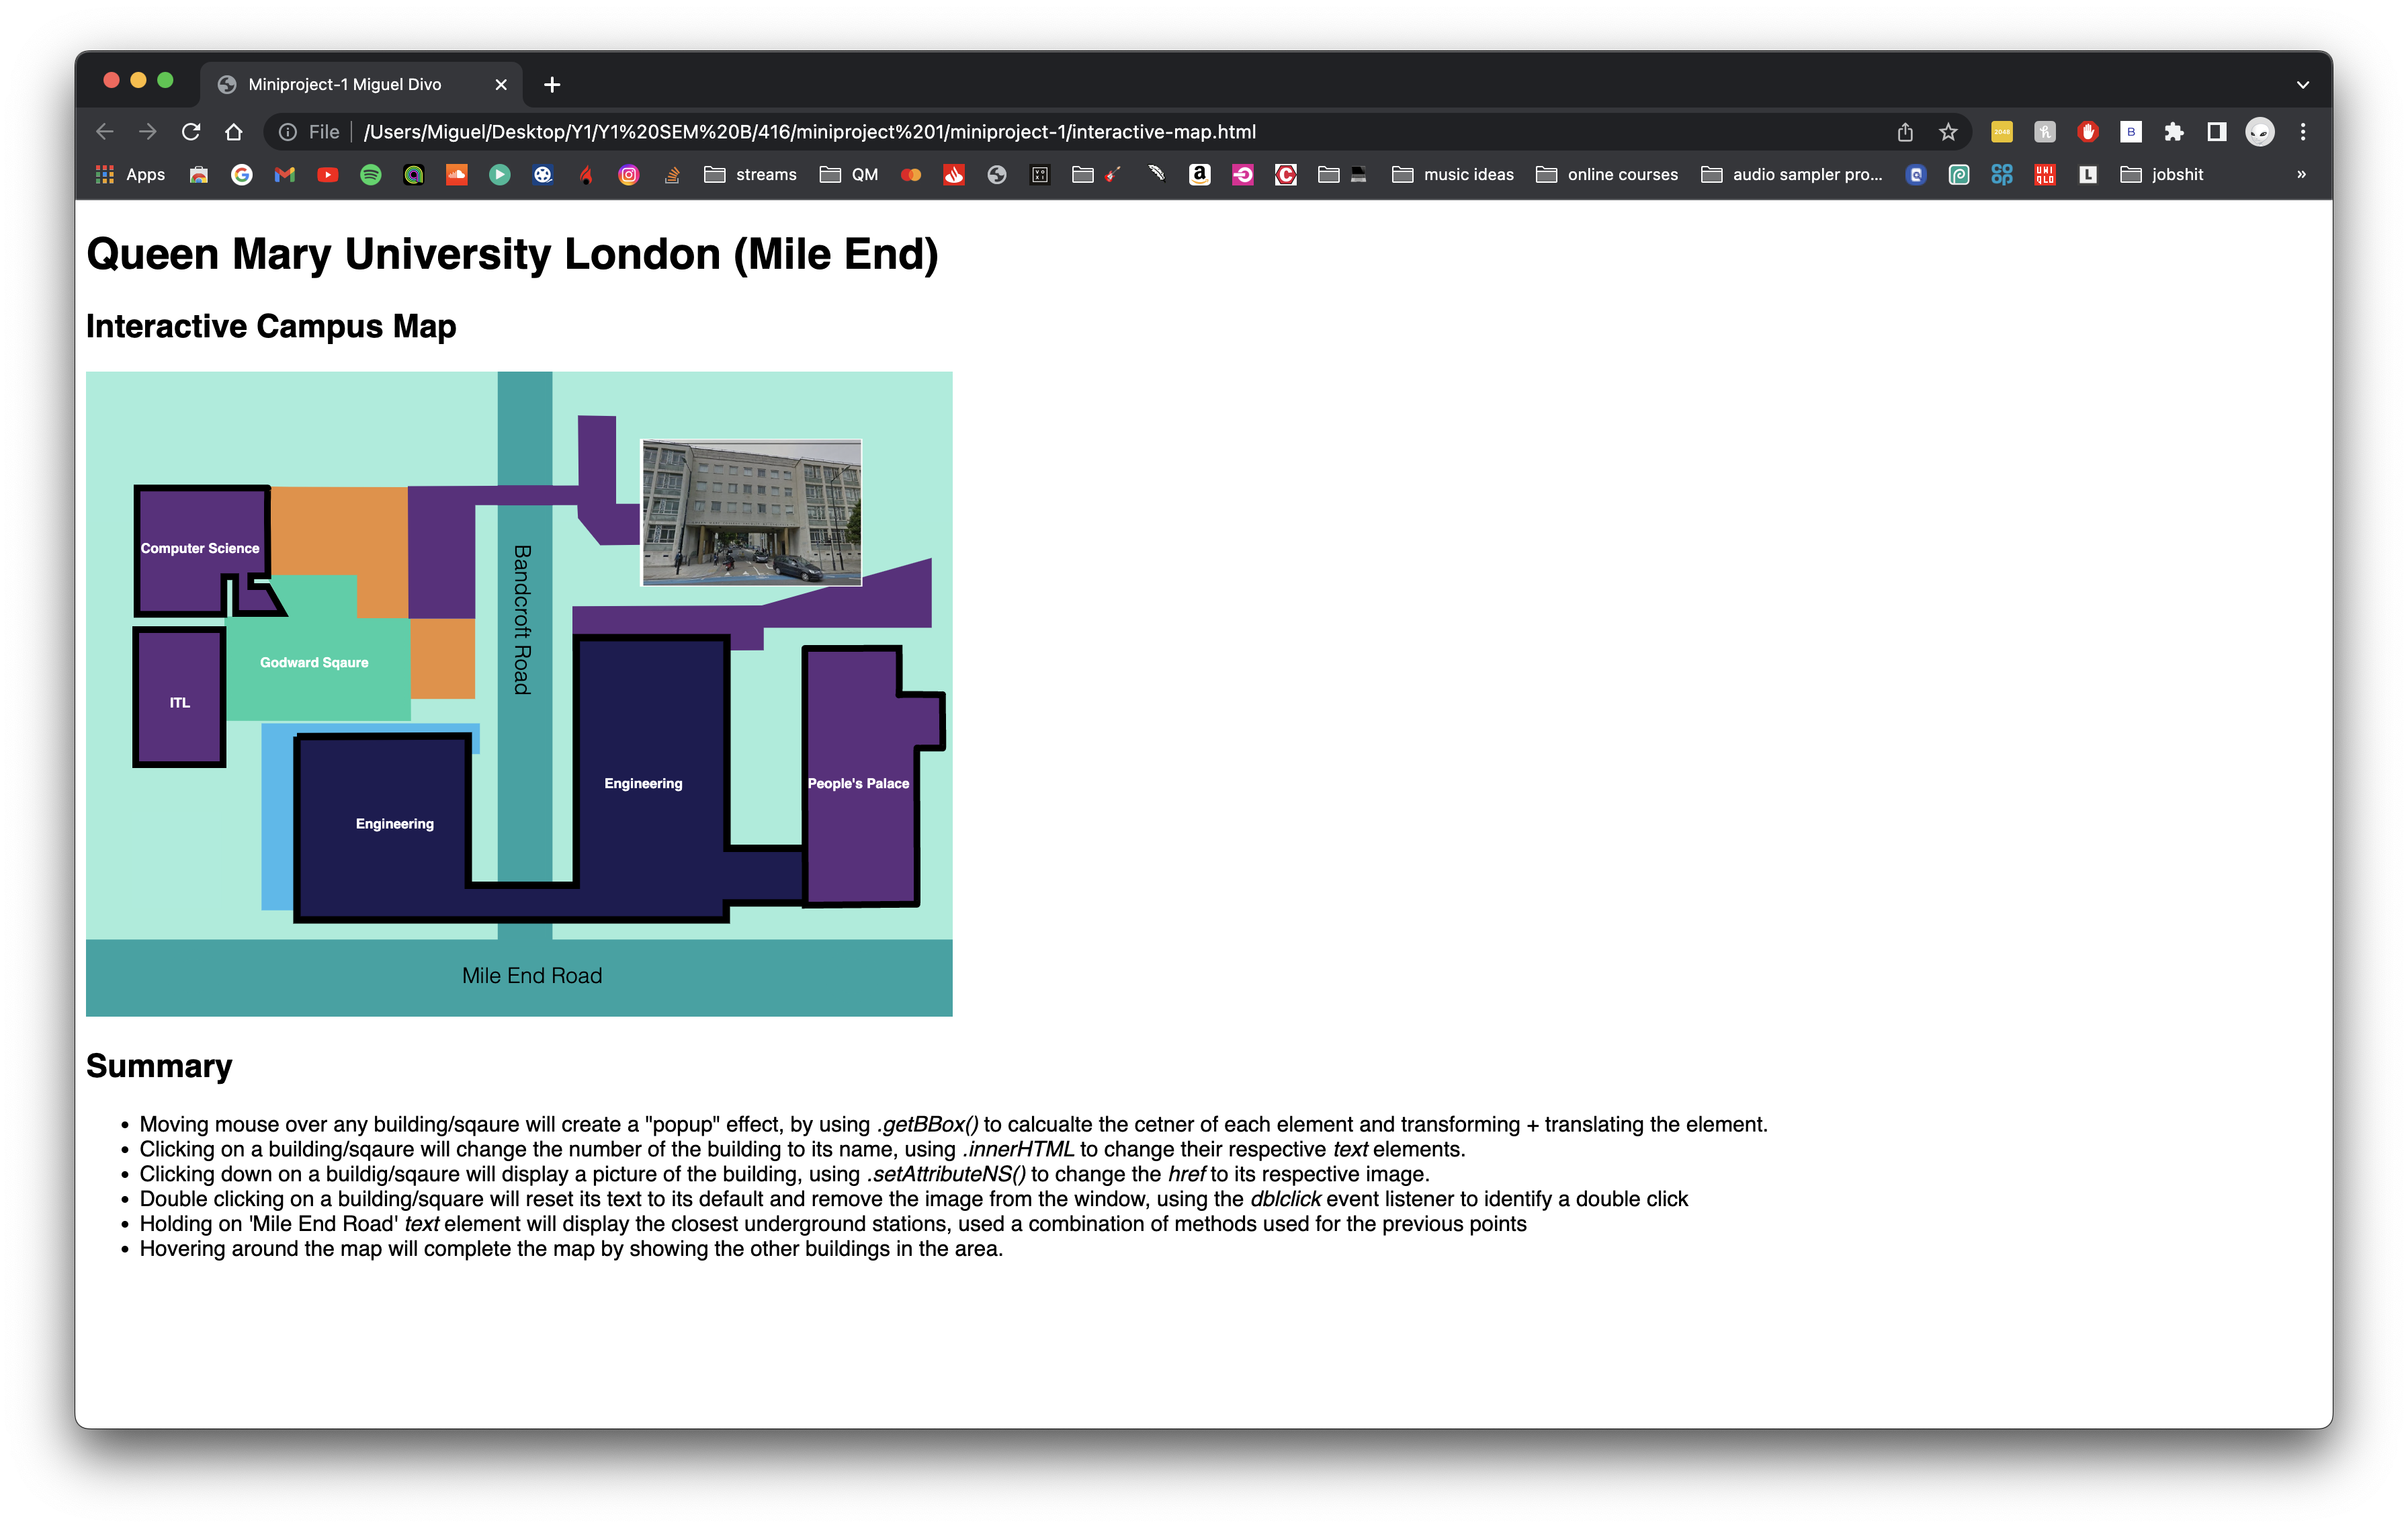 Miniproject-1 Miguel Divo
File
/Users/Miguel/Desktop/Y1/Y1%20SEM%20B/416/miniproject%201/miniproject-1/interactive-map.html
2048
B
Apps
streams
QM
music ideas
online courses
audio sampler pro...
UNI QLO
L
jobshit
Queen Mary University London (Mile End)
Interactive Campus Map
Computer Science
Bandcroft Road
Godward Sqaure
ITL
Engineering
People's Palace
Engineering
Mile End Road
Summary
• Moving mouse over any building/sqaure will create a "popup" effect, by using .getBBox() to calcualte the cetner of each element and transforming + translating the element.
• Clicking on a building/sqaure will change the number of the building to its name, using .innerHTML to change their respective text elements.
• Clicking down on a buildig/sqaure will display a picture of the building, using .setAttributeNS() to change the href to its respective image.
• Double clicking on a building/square will reset its text to its default and remove the image from the window, using the dblclick event listener to identify a double click
• Holding on 'Mile End Road' text element will display the closest underground stations, used a combination of methods used for the previous points
• Hovering around the map will complete the map by showing the other buildings in the area.